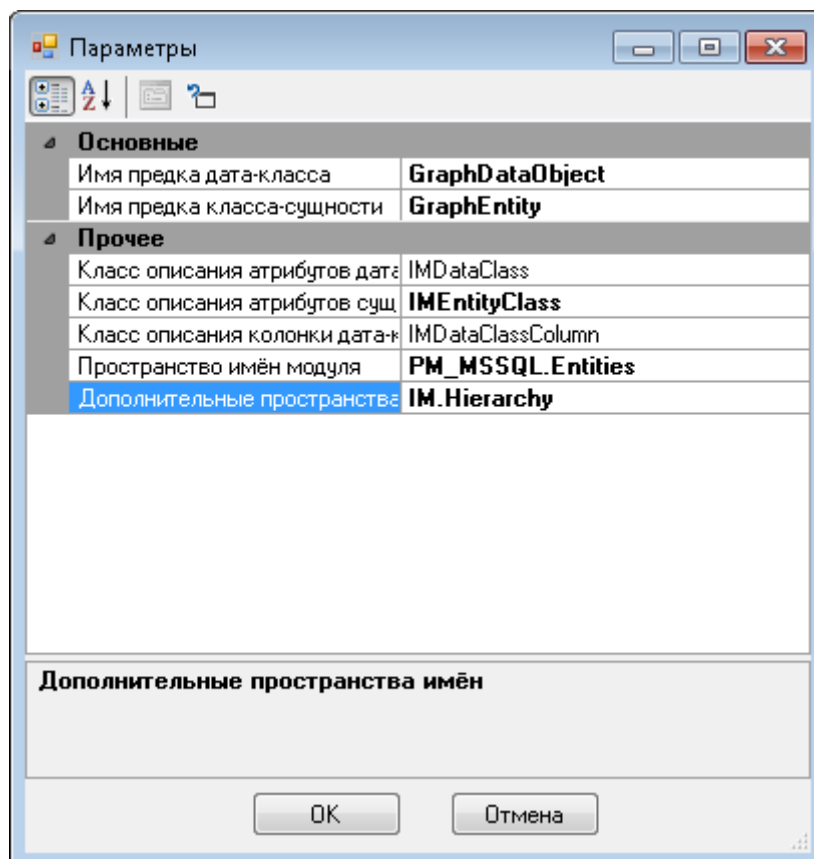 Параметры
Основные
Имя предка дата-класса GraphDataObject
Имя предка класса-сущности GraphEntity
Прочее
Класс описания атрибутов дата IMDataClass
Класс описания атрибутов сущ IMEntityClass
Класс описания колонки дата-к IMDataClassColumn
Пространство имён модуля PM_MSSQL.Entities
Дополнительные пространства IM.Hierarchy
Дополнительные пространства имён
OK Отмена